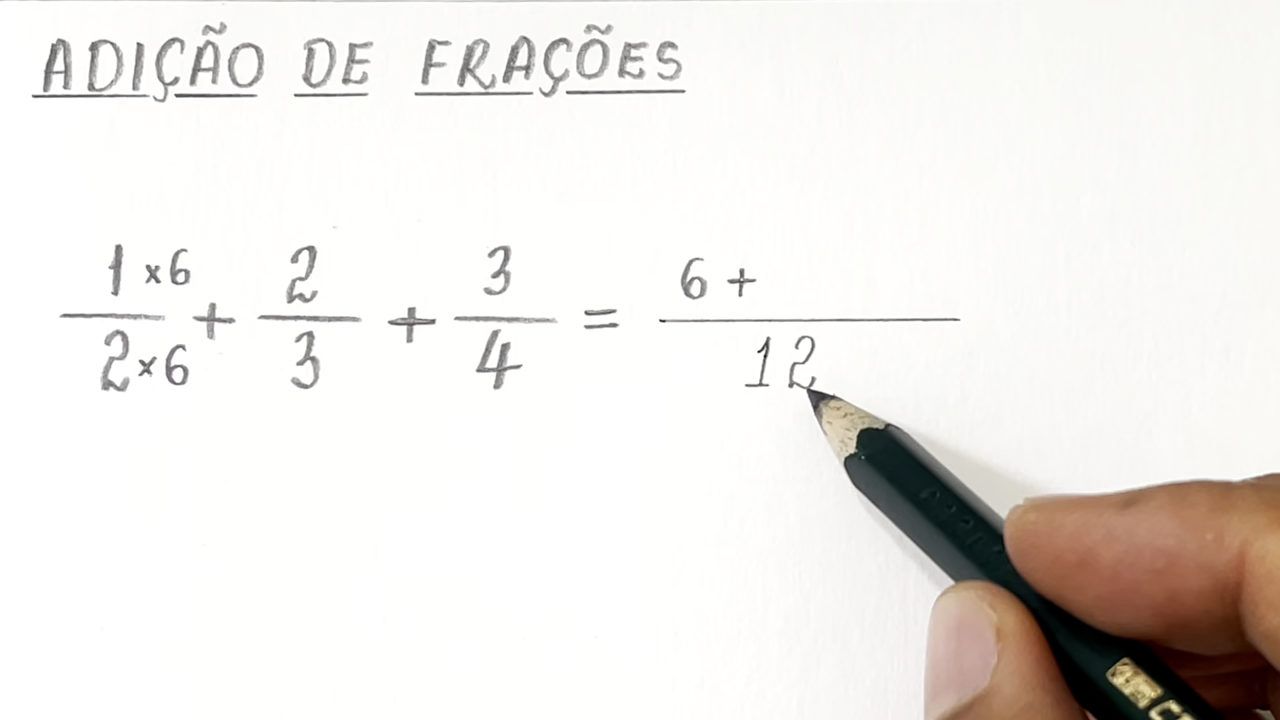 ADIÇÃO DE FRAÇÕES
1×6/2×6 + 2/3 + 3/4 = 6 +/12